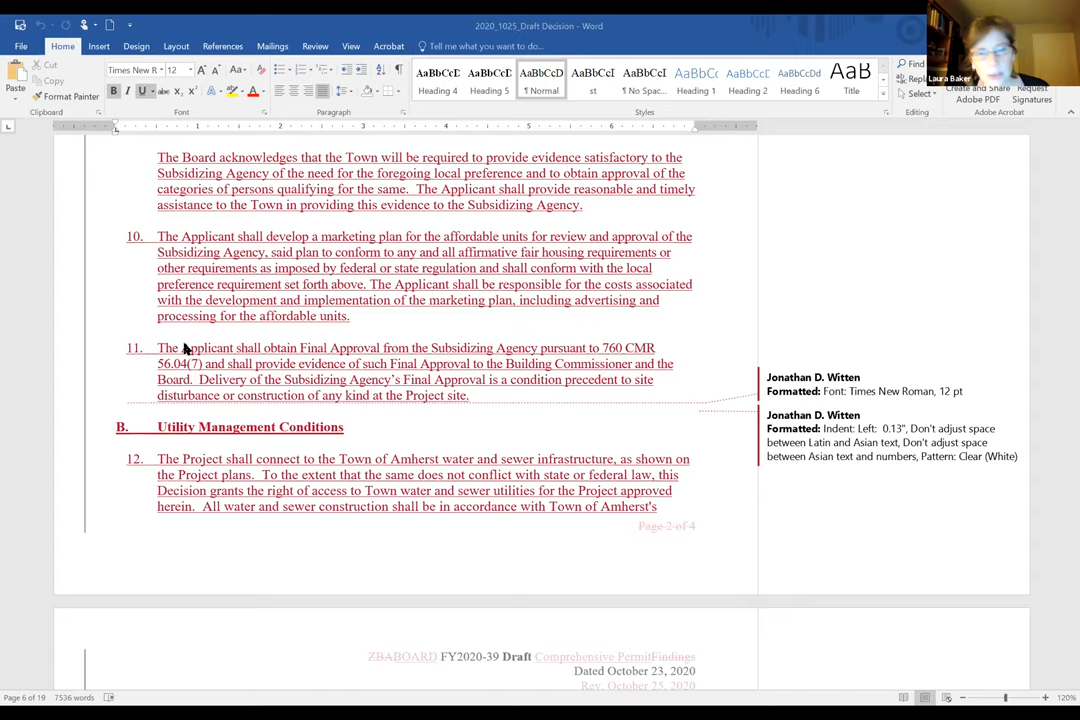 2020_1025_Draft Decision - Word
File Home Insert Design Layout References Mailings Review View Acrobat Tell me what you want to do...
Laura Baker
Paste
Cut
Copy
Format Painter
Times New R 12
Aa
B I U abc x₂ x²
AaBbCcD AaBbCcD AaBbCcD AaBbCcI AaBbCcI AaBbCcD AaBbCcD AaBbCcDd AaB
Heading 4 Heading 5 ¶ Normal st ¶ No Spac... Heading 1 Heading 2 Heading 6 Title
Find
Select
Create and Share Adobe PDF
Request Signatures
Clipboard Font Paragraph Styles Editing Adobe Acrobat
1 2 3 4 5 6
The Board acknowledges that the Town will be required to provide evidence satisfactory to the
Subsidizing Agency of the need for the foregoing local preference and to obtain approval of the
categories of persons qualifying for the same. The Applicant shall provide reasonable and timely
assistance to the Town in providing this evidence to the Subsidizing Agency.
10. The Applicant shall develop a marketing plan for the affordable units for review and approval of the
Subsidizing Agency, said plan to conform to any and all affirmative fair housing requirements or
other requirements as imposed by federal or state regulation and shall conform with the local
preference requirement set forth above. The Applicant shall be responsible for the costs associated
with the development and implementation of the marketing plan, including advertising and
processing for the affordable units.
11. The Applicant shall obtain Final Approval from the Subsidizing Agency pursuant to 760 CMR
56.04(7) and shall provide evidence of such Final Approval to the Building Commissioner and the
Board. Delivery of the Subsidizing Agency's Final Approval is a condition precedent to site
disturbance or construction of any kind at the Project site.
B. Utility Management Conditions
12. The Project shall connect to the Town of Amherst water and sewer infrastructure, as shown on
the Project plans. To the extent that the same does not conflict with state or federal law, this
Decision grants the right of access to Town water and sewer utilities for the Project approved
herein. All water and sewer construction shall be in accordance with Town of Amherst's
Page 2 of 4
Jonathan D. Witten
Formatted: Font: Times New Roman, 12 pt
Jonathan D. Witten
Formatted: Indent: Left: 0.13", Don't adjust space
between Latin and Asian text, Don't adjust space
between Asian text and numbers, Pattern: Clear (White)
ZBABOARD FY2020-39 Draft Comprehensive PermitFindings
Dated October 23, 2020
Rev. October 25, 2020
Page 6 of 19 7536 words
120%